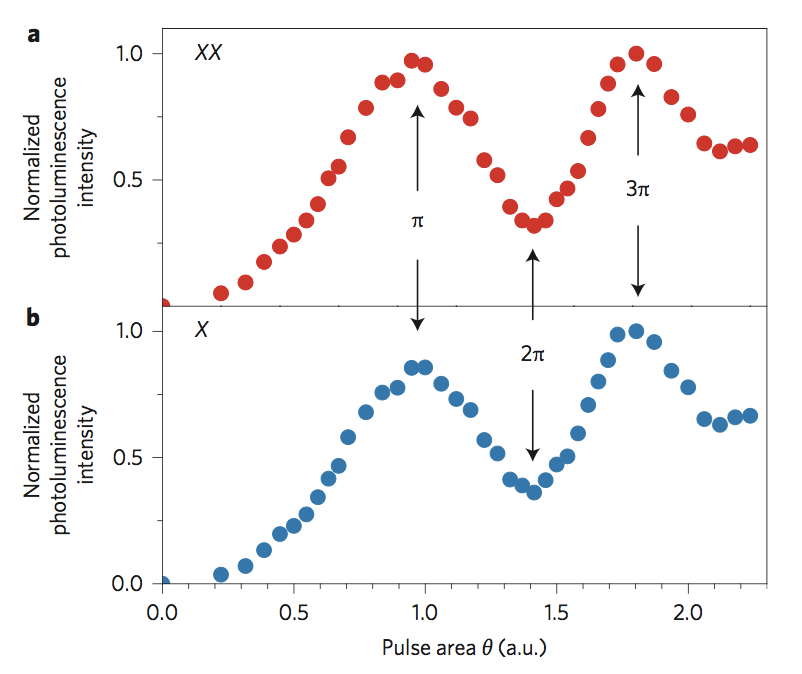 a
XX
1.0
0.5
Normalized
photoluminescence
intensity
π
3π
b
X
1.0
0.5
0.0
Normalized
photoluminescence
intensity
2π
0.0 0.5 1.0 1.5 2.0
Pulse area θ (a.u.)